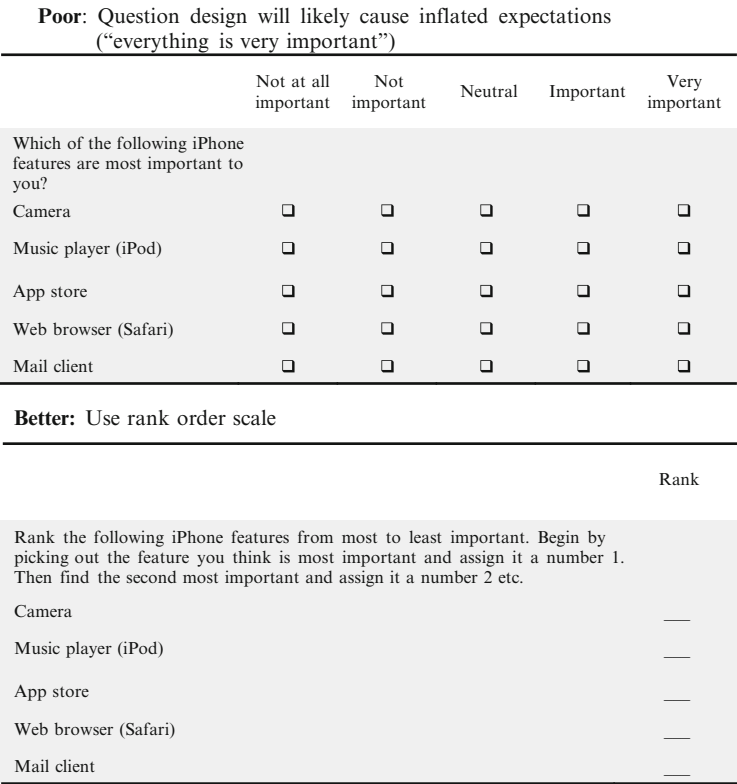 Poor: Question design will likely cause inflated expectations
(“everything is very important”)
Not at all important Not important Neutral Important Very important
Which of the following iPhone
features are most important to
you?
Camera ❑ ❑ ❑ ❑ ❑
Music player (iPod) ❑ ❑ ❑ ❑ ❑
App store ❑ ❑ ❑ ❑ ❑
Web browser (Safari) ❑ ❑ ❑ ❑ ❑
Mail client ❑ ❑ ❑ ❑ ❑
Better: Use rank order scale
Rank
Rank the following iPhone features from most to least important. Begin by
picking out the feature you think is most important and assign it a number 1.
Then find the second most important and assign it a number 2 etc.
Camera ___
Music player (iPod) ___
App store ___
Web browser (Safari) ___
Mail client ___